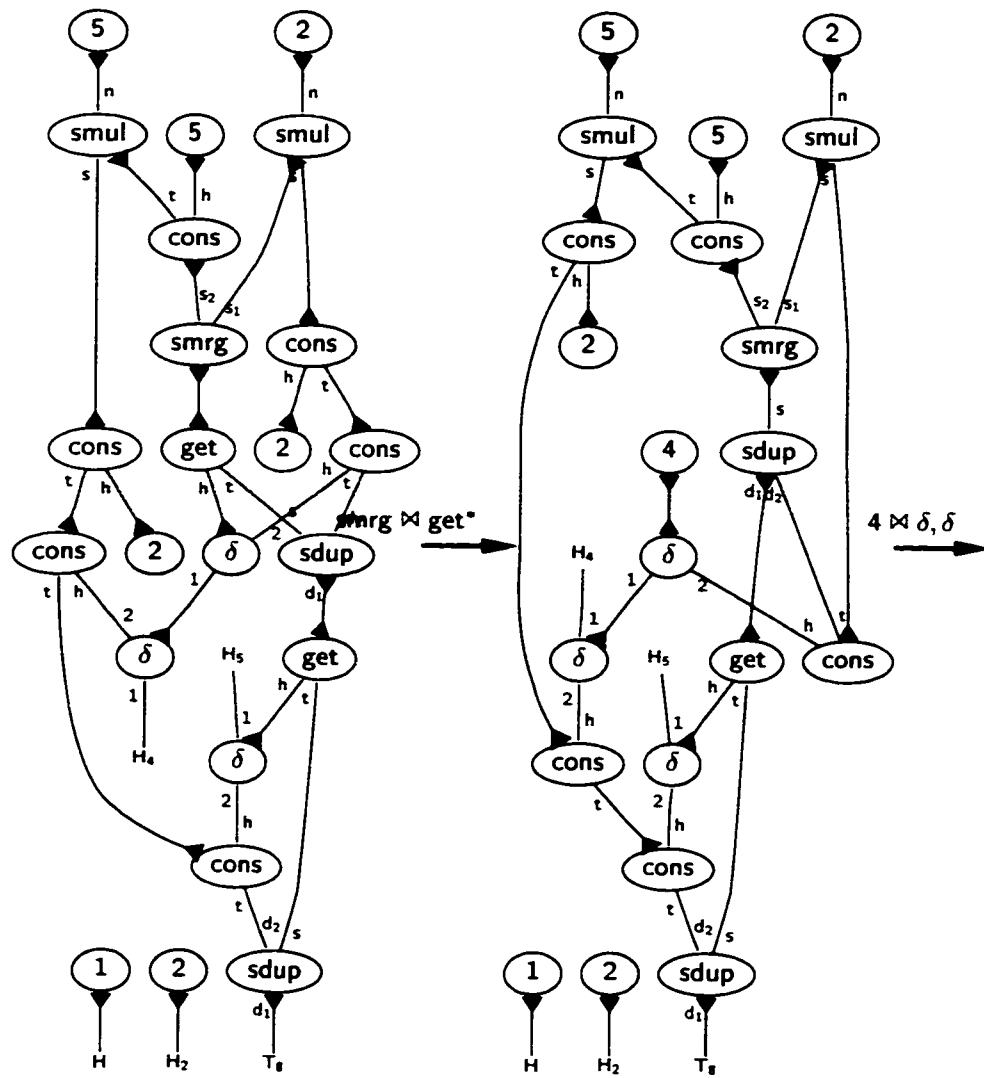 5 2 5 2
n n n n
smul 5 smul smul 5 smul
s t h s s t h s
cons cons cons
t h
s₂ s₁ s₂ s₁
smrg cons 2 smrg
h t s
cons get 2 cons 4 sdup
t h h t h t d₁ d₂
smrg ⋈ get* 4 ⋈ δ, δ
cons 2 δ 2 sdup H₄ δ
t h 1 d₁ 1 2
2 1 h t
δ H₅ get δ H₅ get cons
1 1 h t 2 1 h t
H₄ δ h
2 h cons δ
t 2 h
cons cons
t d₂ s t d₂ s
1 2 sdup 1 2 sdup
d₁ d₁
H H₂ T₈ H H₂ T₈